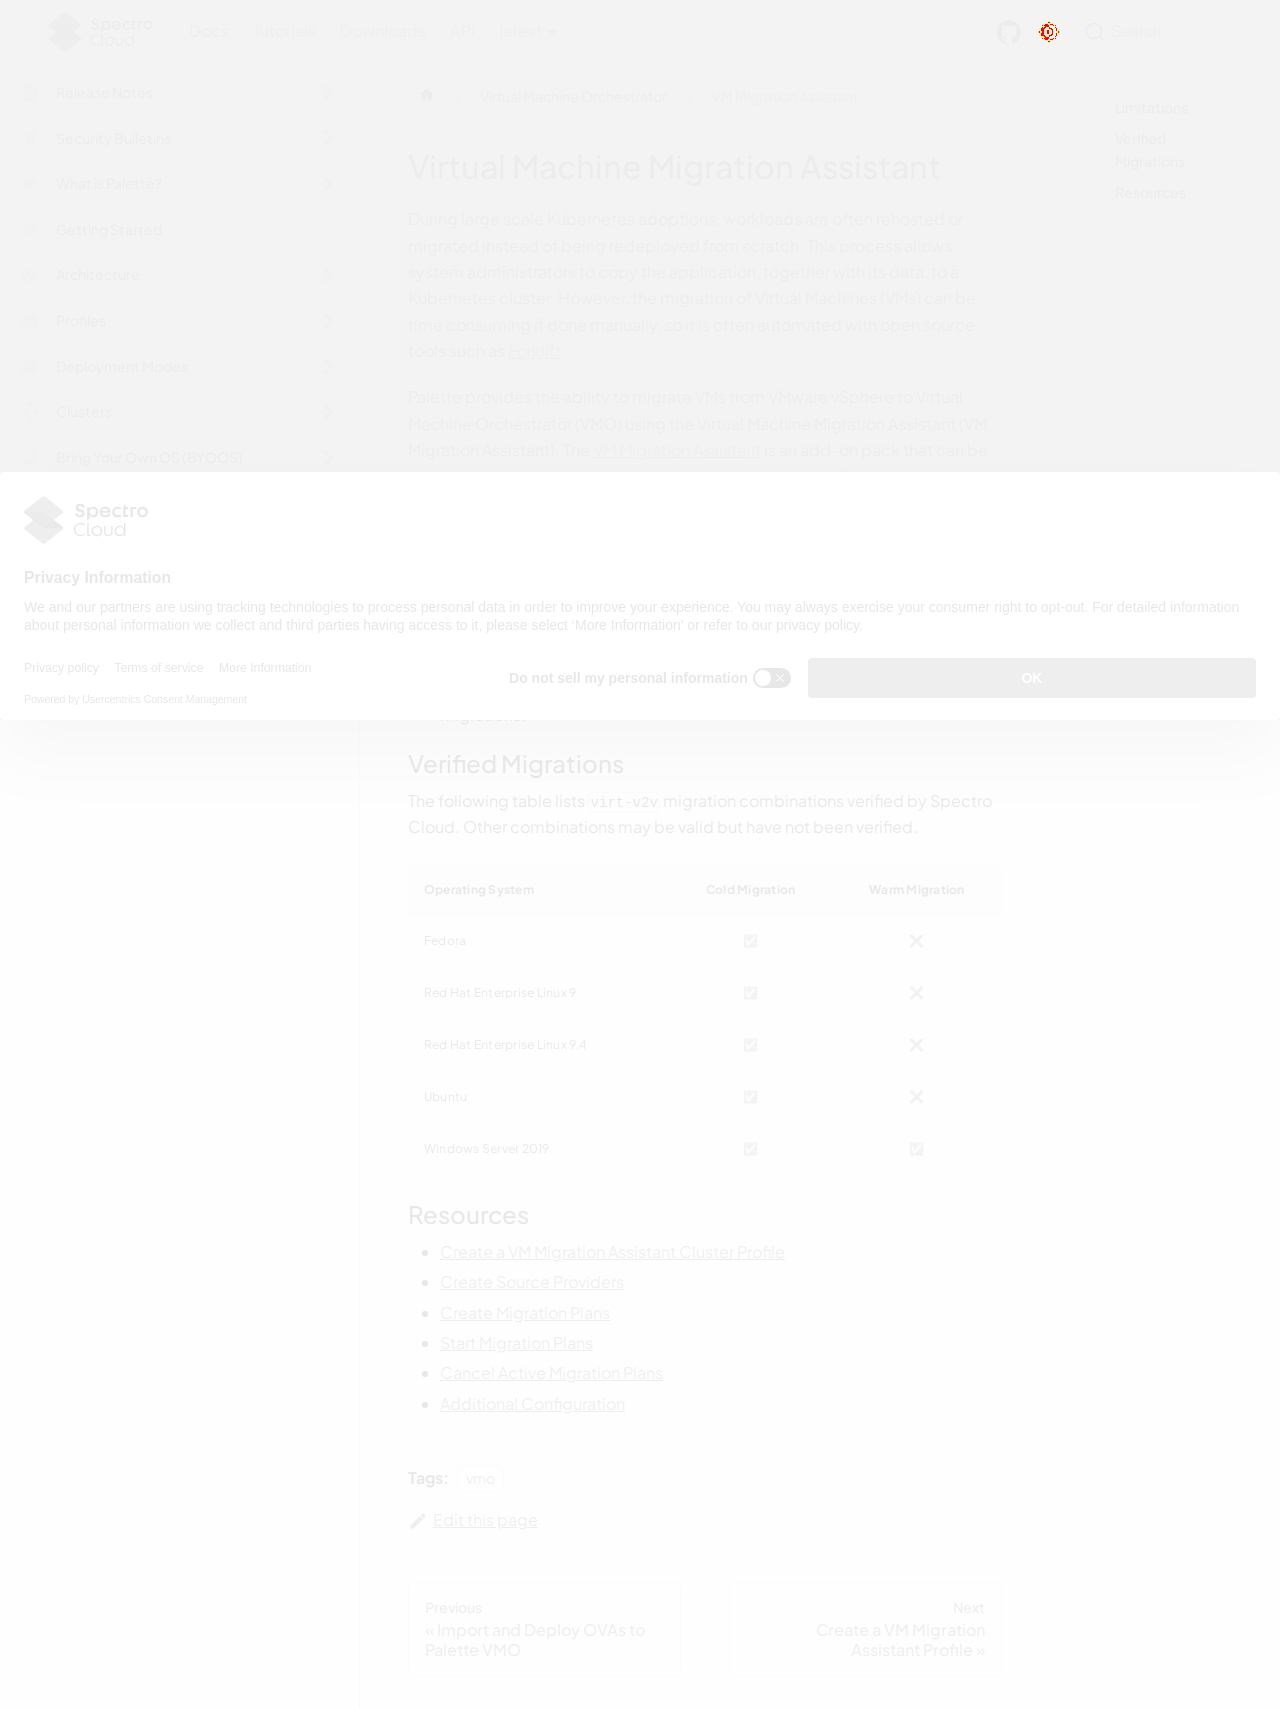 Spectro
Cloud
Docs Tutorials Downloads API latest
Search
Release Notes
Security Bulletins
What is Palette?
Getting Started
Architecture
Profiles
Deployment Modes
Clusters
Bring Your Own OS (BYOOS)
Virtual Machine Orchestrator
VM Migration Assistant
Virtual Machine Migration Assistant
During large scale Kubernetes adoptions, workloads are often rehosted or
migrated instead of being redeployed from scratch. This process allows
system administrators to copy the application, together with its data, to a
Kubernetes cluster. However, the migration of Virtual Machines (VMs) can be
time consuming if done manually, so it is often automated with open source
tools such as Forklift.
Palette provides the ability to migrate VMs from VMware vSphere to Virtual
Machine Orchestrator (VMO) using the Virtual Machine Migration Assistant (VM
Migration Assistant). The VM Migration Assistant is an add-on pack that can be
Limitations
Verified
Migrations
Resources
Spectro
Cloud
Privacy Information
We and our partners are using tracking technologies to process personal data in order to improve your experience. You may always exercise your consumer right to opt-out. For detailed information
about personal information we collect and third parties having access to it, please select ‘More Information’ or refer to our privacy policy.
Privacy policy Terms of service More Information
Do not sell my personal information
OK
Powered by Usercentrics Consent Management
migrations.
Verified Migrations
The following table lists virt-v2v migration combinations verified by Spectro
Cloud. Other combinations may be valid but have not been verified.
Operating System Cold Migration Warm Migration
Fedora ✅ ❌
Red Hat Enterprise Linux 9 ✅ ❌
Red Hat Enterprise Linux 9.4 ✅ ❌
Ubuntu ✅ ❌
Windows Server 2019 ✅ ✅
Resources
Create a VM Migration Assistant Cluster Profile
Create Source Providers
Create Migration Plans
Start Migration Plans
Cancel Active Migration Plans
Additional Configuration
Tags: vmo
Edit this page
Previous
« Import and Deploy OVAs to
Palette VMO
Next
Create a VM Migration
Assistant Profile »